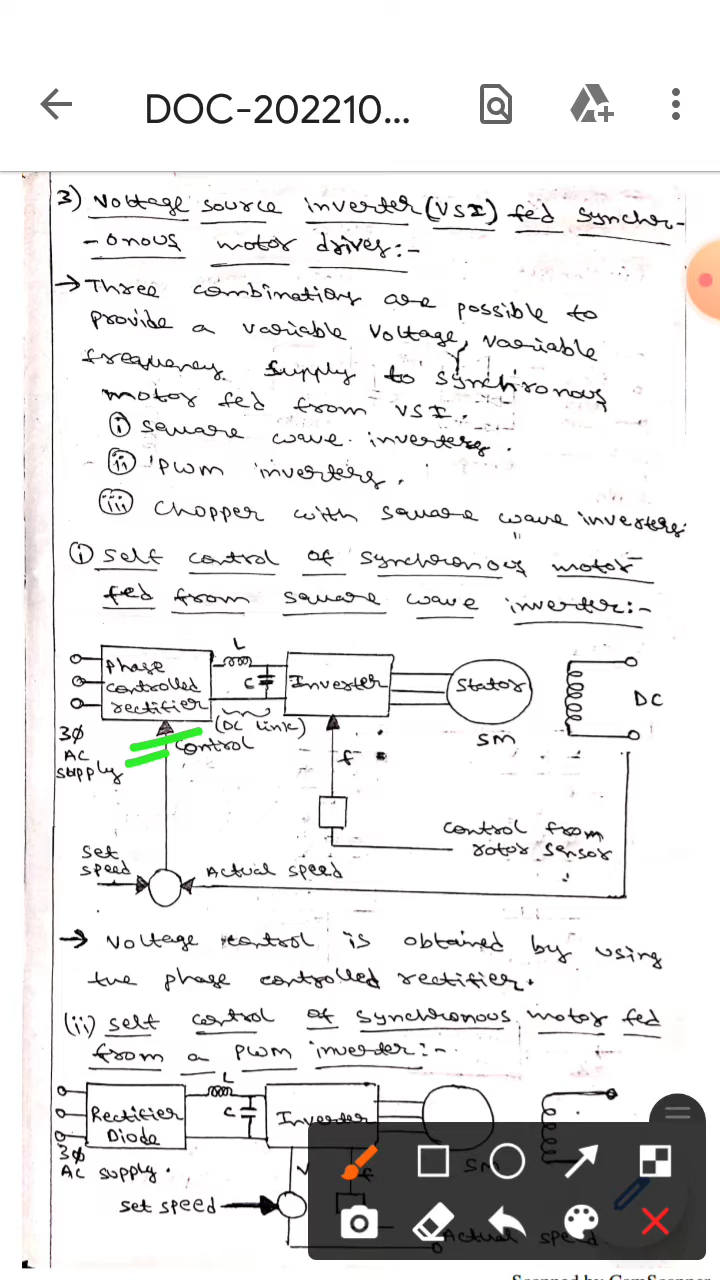 DOC-202210...
3) Voltage source inverter (VSI) fed synchr-
-onous motor drives:-
→ Three combinations are possible to
provide a variable voltage, variable
frequency supply to synchronous
motor fed from VSI.
(i) square wave inverters.
(ii) PWM inverters.
(iii) chopper with square wave inverters
(i) Self control of synchronous motor
fed from square wave inverter:-
L
Phase controlled rectifier
C
Inverter
Stator
DC
3ϕ AC supply
(DC Link)
control
SM
f
control from rotor sensor
Set speed
Actual speed
→ Voltage control is obtained by using
the phase controlled rectifier.
(ii) self control of synchronous motor fed
from a PWM inverder:-
L
Rectifier Diode
C
Inverder
3ϕ
AC supply.
V
f
SM
Set speed
Actual speed